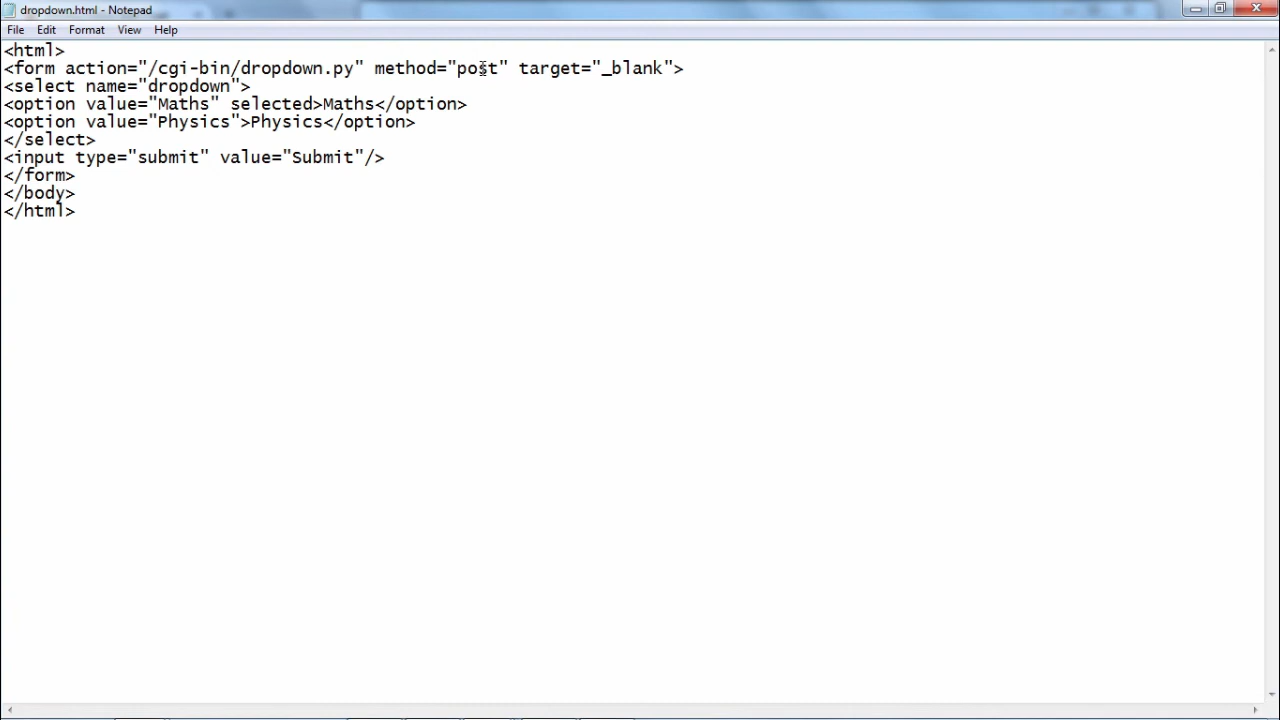 dropdown.html - Notepad
File Edit Format View Help
<html>
<form action="/cgi-bin/dropdown.py" method="post" target="_blank">
<select name="dropdown">
<option value="Maths" selected>Maths</option>
<option value="Physics">Physics</option>
</select>
<input type="submit" value="Submit"/>
</form>
</body>
</html>